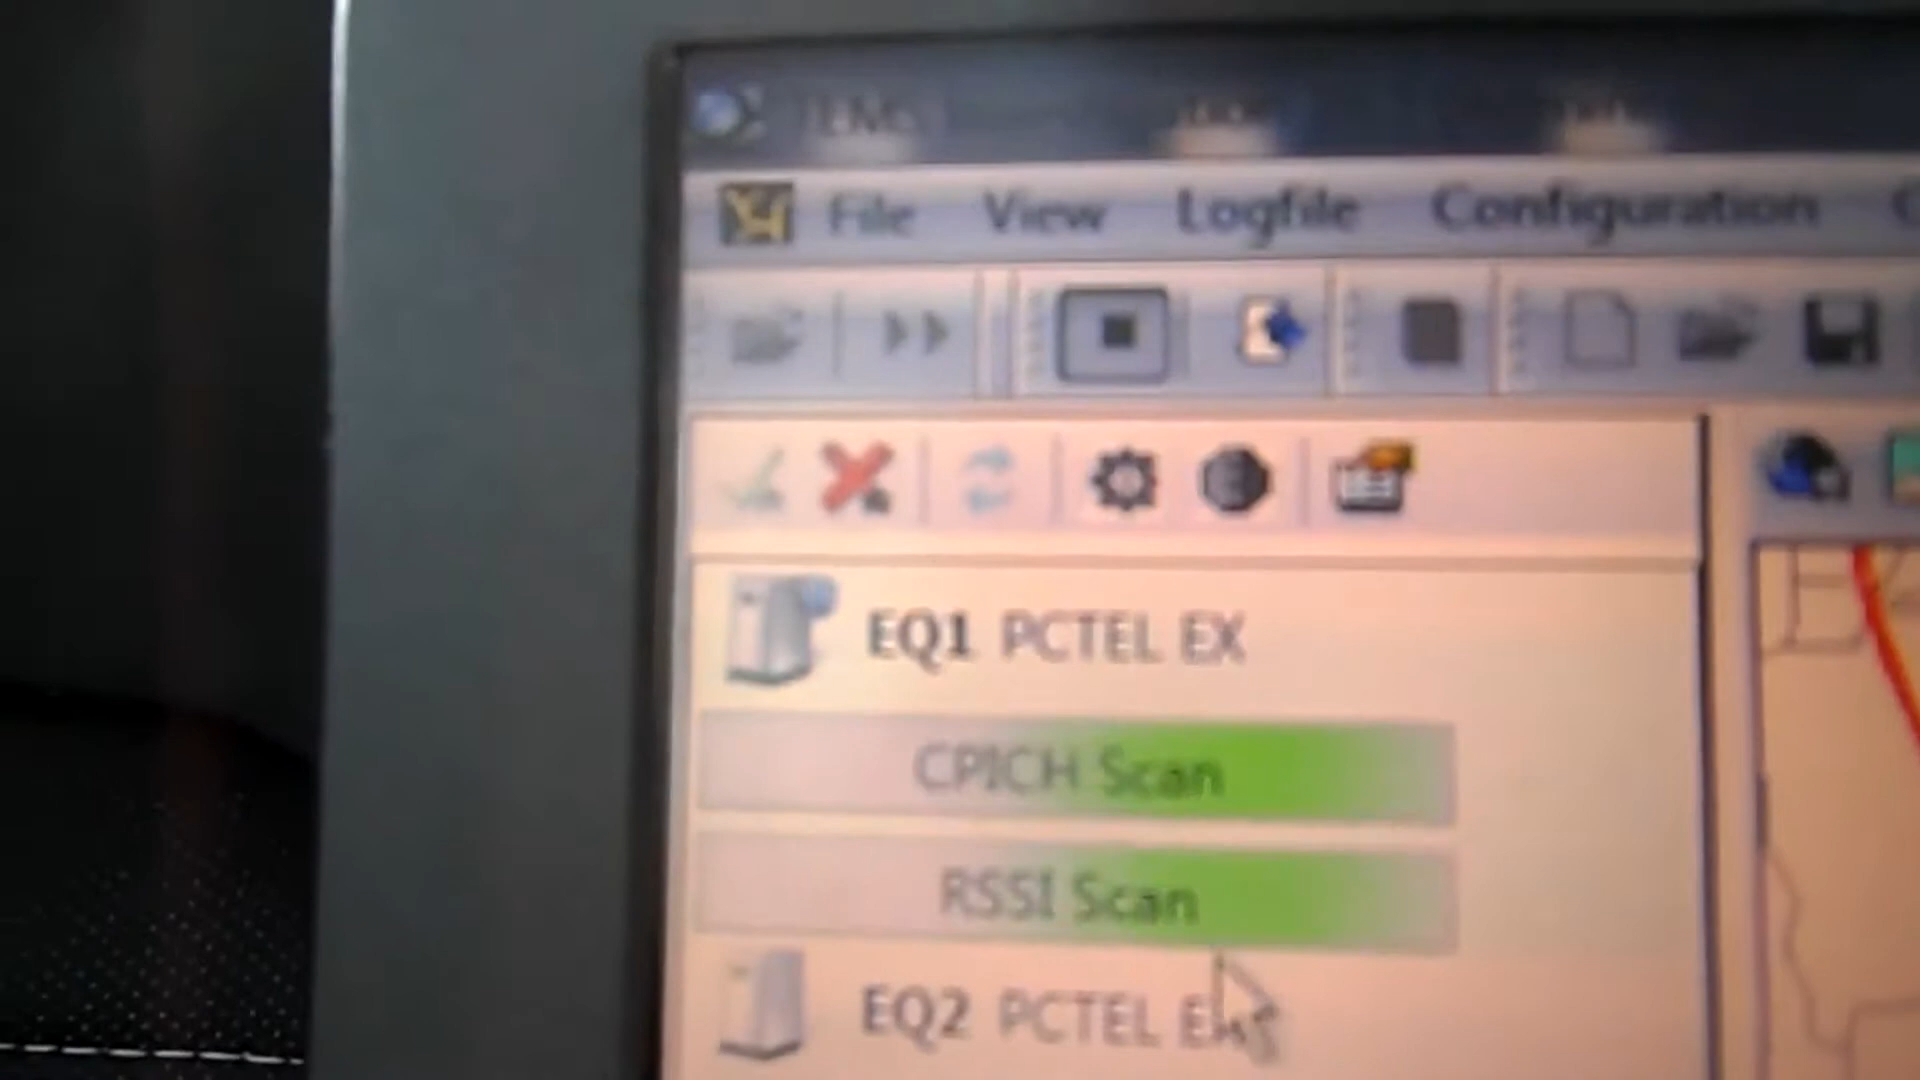 File View Logfile Configuration
EQ1 PCTEL EX
CPICH Scan
RSSI Scan
EQ2 PCTEL